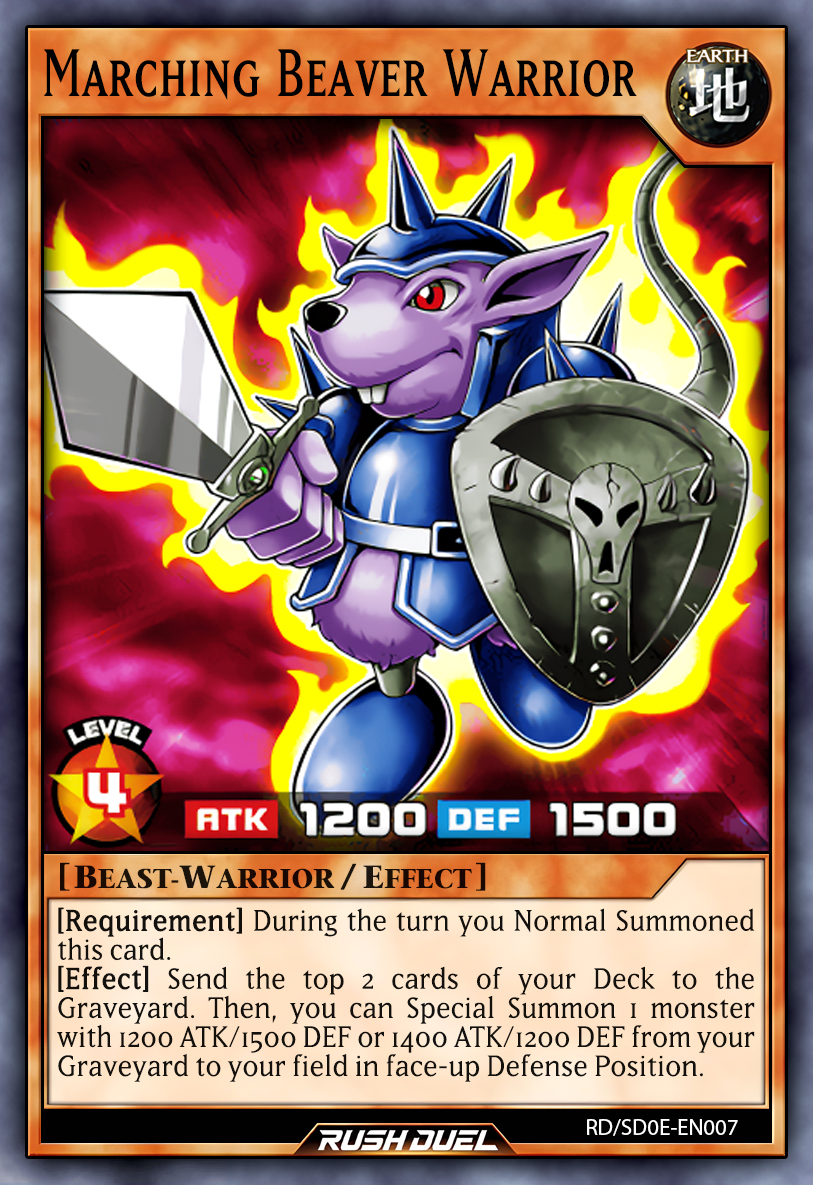 Marching Beaver Warrior
EARTH
地
LEVEL
4
ATK 1200 DEF 1500
[Beast-Warrior / Effect]
[Requirement] During the turn you Normal Summoned
this card.
[Effect] Send the top 2 cards of your Deck to the
Graveyard. Then, you can Special Summon 1 monster
with 1200 ATK/1500 DEF or 1400 ATK/1200 DEF from your
Graveyard to your field in face-up Defense Position.
RD/SD0E-EN007
RUSH DUEL